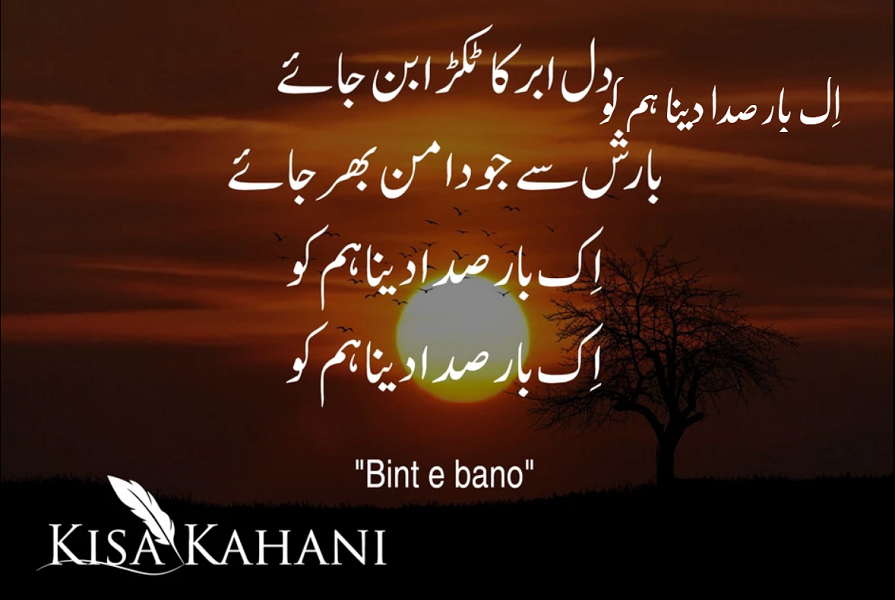 دل ابر کا ٹکڑا بن جائے
اِل بار صدا دینا ہم کو
بارش سے جو دامن بھر جائے
اِک بار صدا دینا ہم کو
اِک بار صدا دینا ہم کو
"Bint e bano"
KISA KAHANI